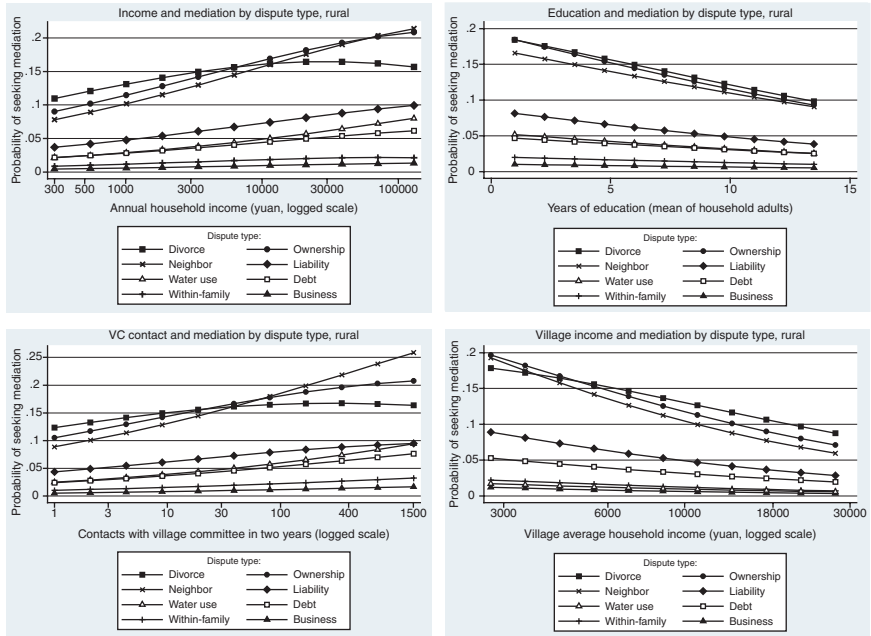 Income and mediation by dispute type, rural
Probability of seeking mediation
.2
.15
.1
.05
0
300 500 1000 3000 10000 30000 100000
Annual household income (yuan, logged scale)
Dispute type:
Divorce Ownership
Neighbor Liability
Water use Debt
Within-family Business
Education and mediation by dispute type, rural
Probability of seeking mediation
.2
.15
.1
.05
0
0 5 10 15
Years of education (mean of household adults)
Dispute type:
Divorce Ownership
Neighbor Liability
Water use Debt
Within-family Business
VC contact and mediation by dispute type, rural
Probability of seeking mediation
.25
.2
.15
.1
.05
0
1 3 10 30 100 400 1500
Contacts with village committee in two years (logged scale)
Dispute type:
Divorce Ownership
Neighbor Liability
Water use Debt
Within-family Business
Village income and mediation by dispute type, rural
Probability of seeking mediation
.2
.15
.1
.05
0
3000 6000 10000 18000 30000
Village average household income (yuan, logged scale)
Dispute type:
Divorce Ownership
Neighbor Liability
Water use Debt
Within-family Business